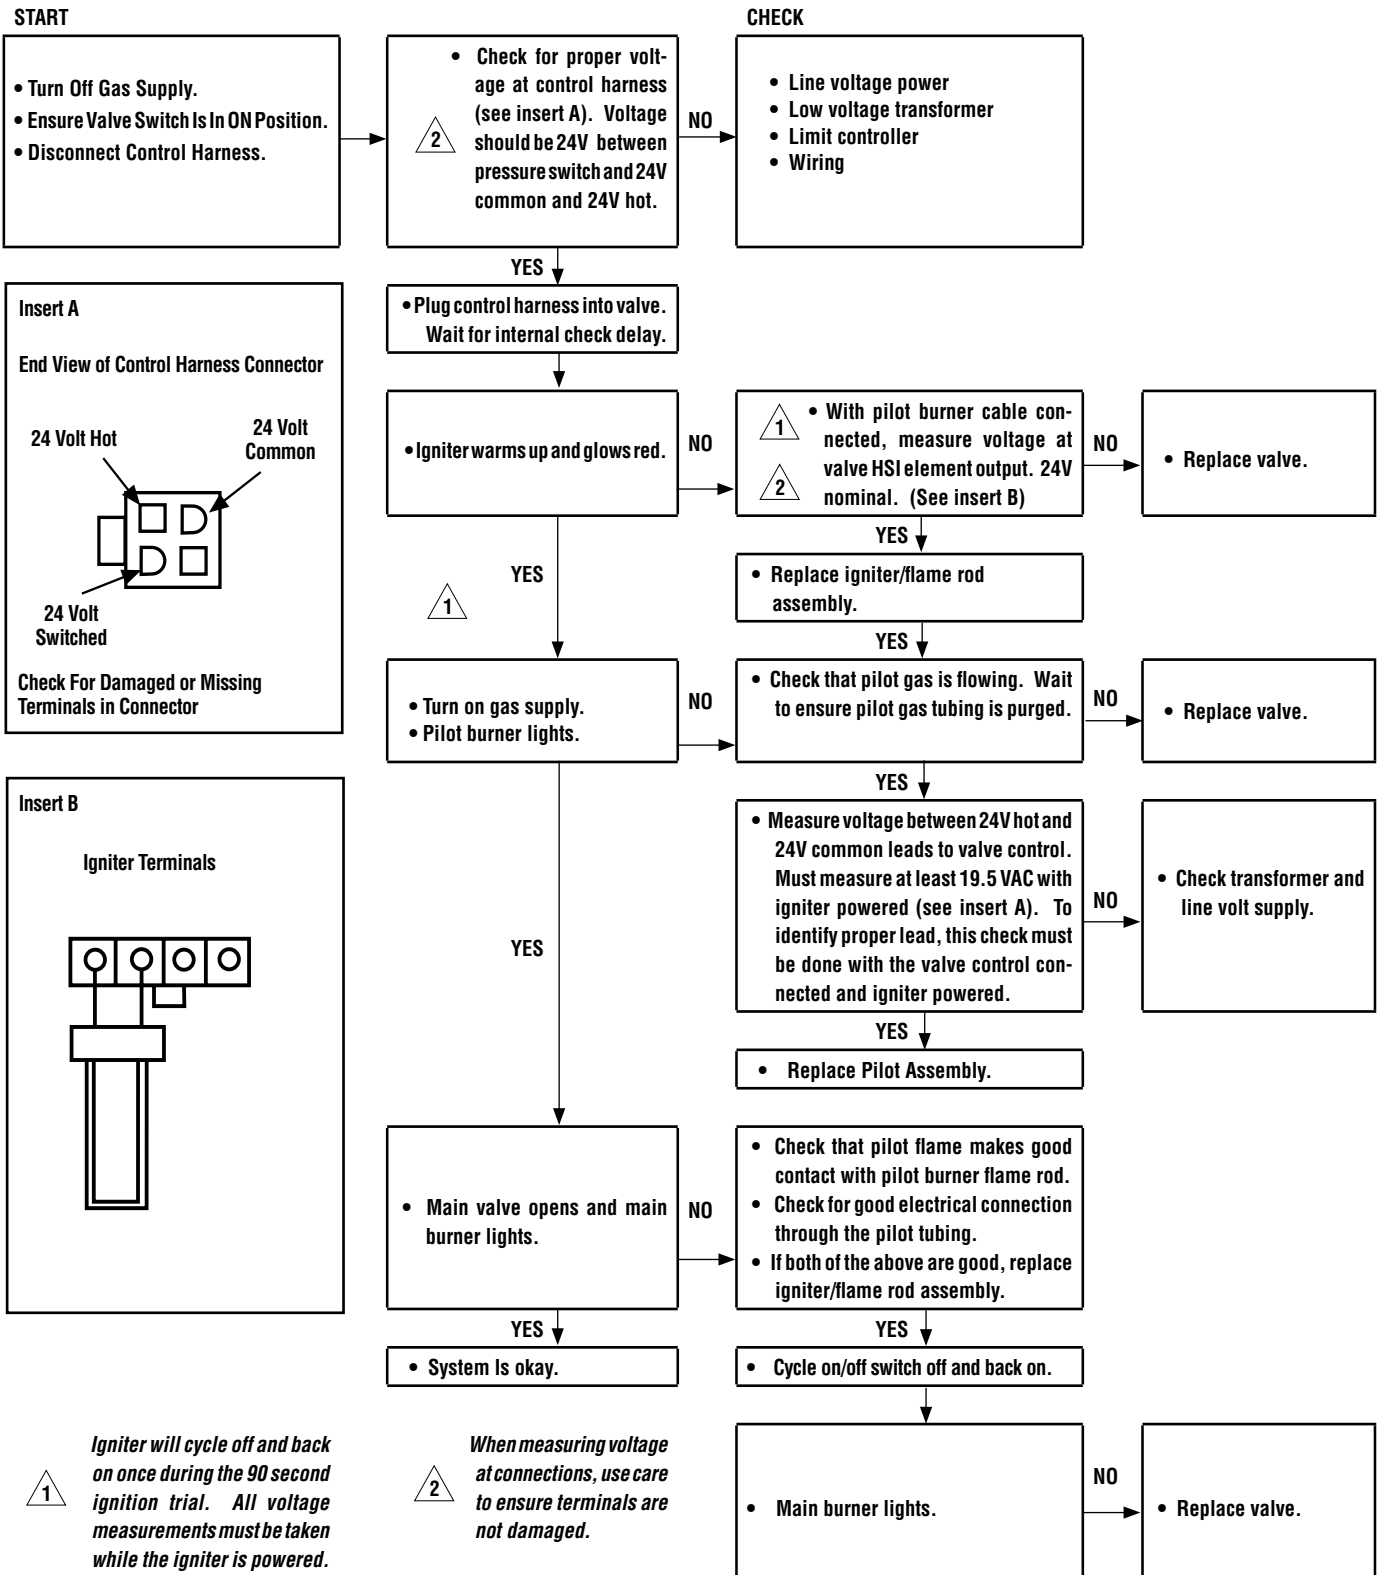 START
CHECK
• Turn Off Gas Supply.
• Ensure Valve Switch Is In ON Position.
• Disconnect Control Harness.
2
• Check for proper volt-
age at control harness
(see insert A). Voltage
should be 24V between
pressure switch and 24V
common and 24V hot.
NO
• Line voltage power
• Low voltage transformer
• Limit controller
• Wiring
YES
• Plug control harness into valve.
Wait for internal check delay.
Insert A
End View of Control Harness Connector
24 Volt Hot
24 Volt
Common
24 Volt
Switched
Check For Damaged or Missing
Terminals in Connector
• Igniter warms up and glows red.
NO
1
2
• With pilot burner cable con-
nected, measure voltage at
valve HSI element output. 24V
nominal. (See insert B)
NO
• Replace valve.
YES
• Replace igniter/flame rod
assembly.
YES
1
YES
• Turn on gas supply.
• Pilot burner lights.
NO
• Check that pilot gas is flowing. Wait
to ensure pilot gas tubing is purged.
NO
• Replace valve.
YES
Insert B
Igniter Terminals
• Measure voltage between 24V hot and
24V common leads to valve control.
Must measure at least 19.5 VAC with
igniter powered (see insert A). To
identify proper lead, this check must
be done with the valve control con-
nected and igniter powered.
NO
• Check transformer and
line volt supply.
YES
YES
• Replace Pilot Assembly.
• Main valve opens and main
burner lights.
NO
• Check that pilot flame makes good
contact with pilot burner flame rod.
• Check for good electrical connection
through the pilot tubing.
• If both of the above are good, replace
igniter/flame rod assembly.
YES
YES
• System Is okay.
• Cycle on/off switch off and back on.
1
Igniter will cycle off and back
on once during the 90 second
ignition trial. All voltage
measurements must be taken
while the igniter is powered.
2
When measuring voltage
at connections, use care
to ensure terminals are
not damaged.
• Main burner lights.
NO
• Replace valve.